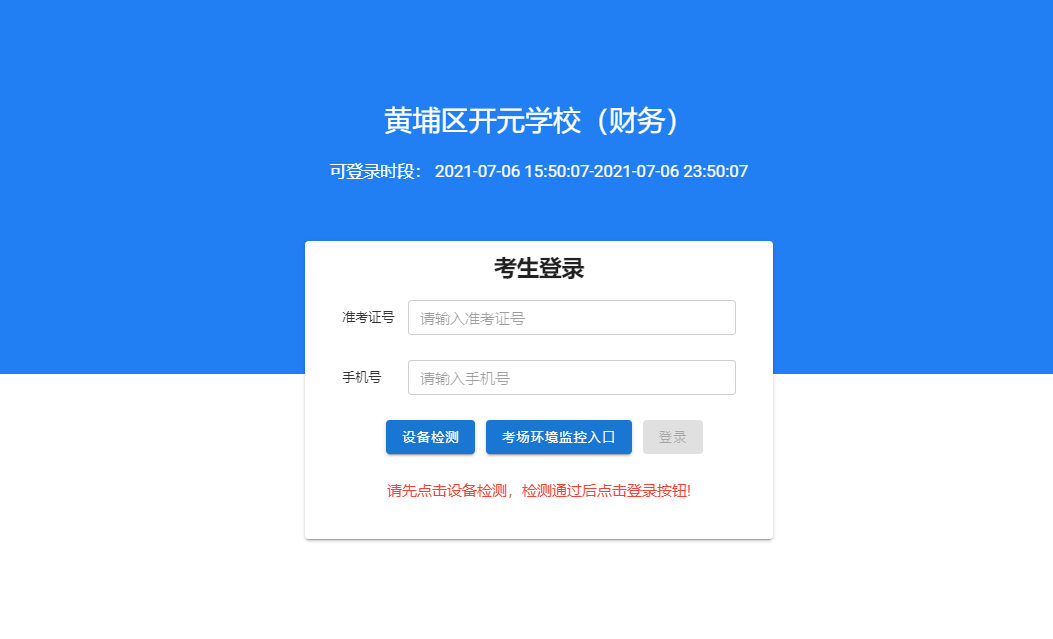 黄埔区开元学校（财务）
可登录时段： 2021-07-06 15:50:07-2021-07-06 23:50:07
考生登录
准考证号 请输入准考证号
手机号 请输入手机号
设备检测 考场环境监控入口 登录
请先点击设备检测，检测通过后点击登录按钮!